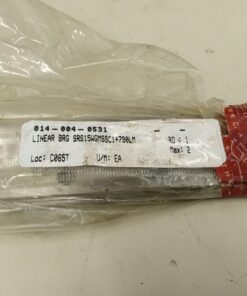 014-004-0531 - -
LINEAR BRG SRS15WGMSSC1+790LM RO: 1
Max: 2
Loc: C065T U/M: EA